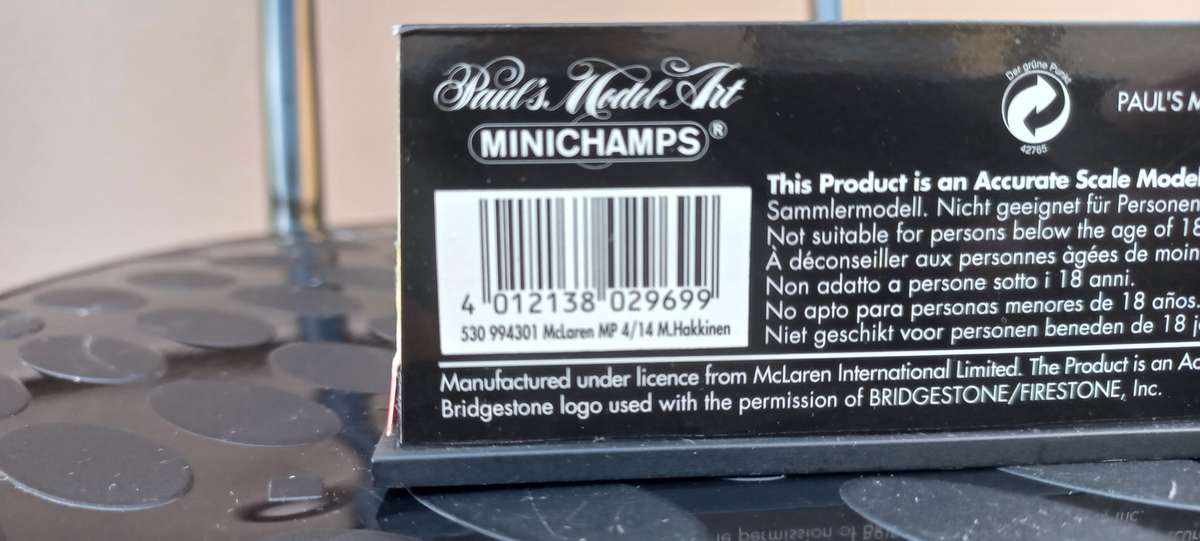 Paul's Model Art
MINICHAMPS®
Der grüne Punkt
42765
PAUL'S M
4 012138 029699
530 994301 McLaren MP 4/14 M.Hakkinen
This Product is an Accurate Scale Model
Sammlermodell. Nicht geeignet für Personen
Not suitable for persons below the age of 18
À déconseiller aux personnes àgées de moin
Non adatto a persone sotto i 18 anni.
No apto para personas menores de 18 años.
Niet geschikt voor personen beneden de 18 j
Manufactured under licence from McLaren International Limited. The Product is an Ac
Bridgestone logo used with the permission of BRIDGESTONE/FIRESTONE, Inc.